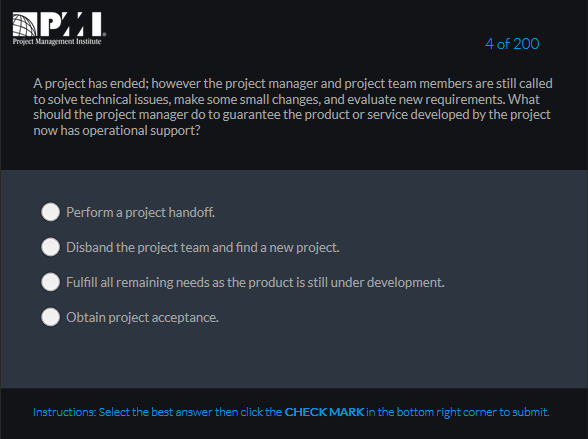 PMI
Project Management Institute
4 of 200
A project has ended; however the project manager and project team members are still called
to solve technical issues, make some small changes, and evaluate new requirements. What
should the project manager do to guarantee the product or service developed by the project
now has operational support?
Perform a project handoff.
Disband the project team and find a new project.
Fulfill all remaining needs as the product is still under development.
Obtain project acceptance.
Instructions: Select the best answer then click the CHECK MARK in the bottom right corner to submit.